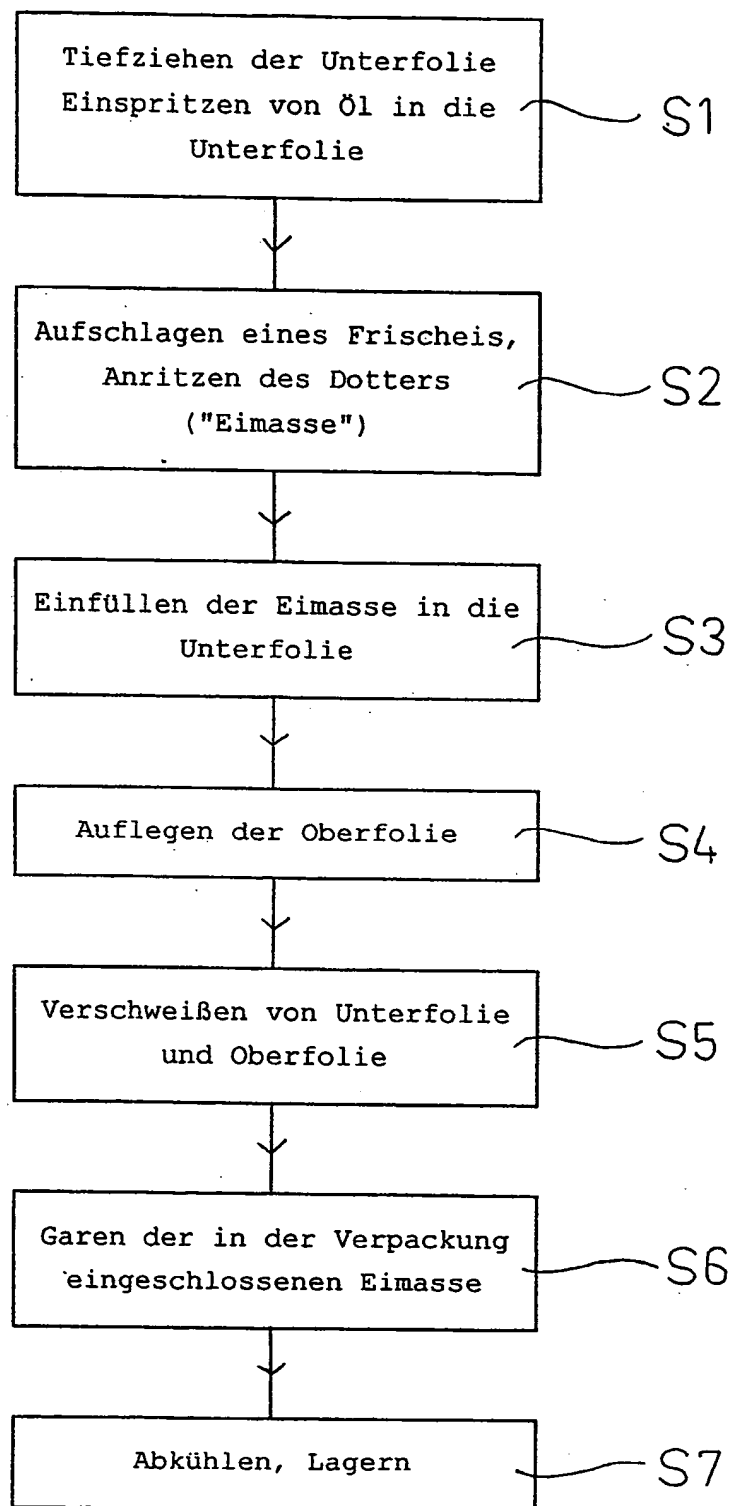 Tiefziehen der Unterfolie
Einspritzen von Öl in die
Unterfolie
S1
Aufschlagen eines Frischeis,
Anritzen des Dotters
("Eimasse")
S2
Einfüllen der Eimasse in die
Unterfolie
S3
Auflegen der Oberfolie
S4
Verschweißen von Unterfolie
und Oberfolie
S5
Garen der in der Verpackung
eingeschlossenen Eimasse
S6
Abkühlen, Lagern
S7